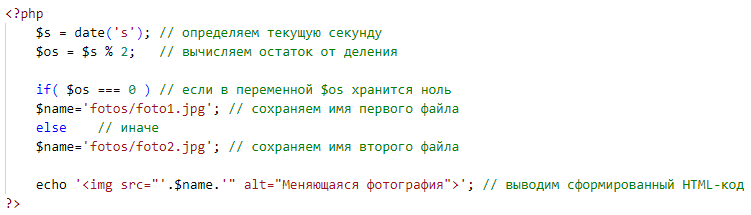 <?php
$s = date('s'); // определяем текущую секунду
$os = $s % 2; // вычисляем остаток от деления
if( $os === 0 ) // если в переменной $os хранится ноль
$name='fotos/foto1.jpg'; // сохраняем имя первого файла
else // иначе
$name='fotos/foto2.jpg'; // сохраняем имя второго файла
echo '<img src="'.$name.'" alt="Меняющаяся фотография">'; // выводим сформированный HTML-код
?>